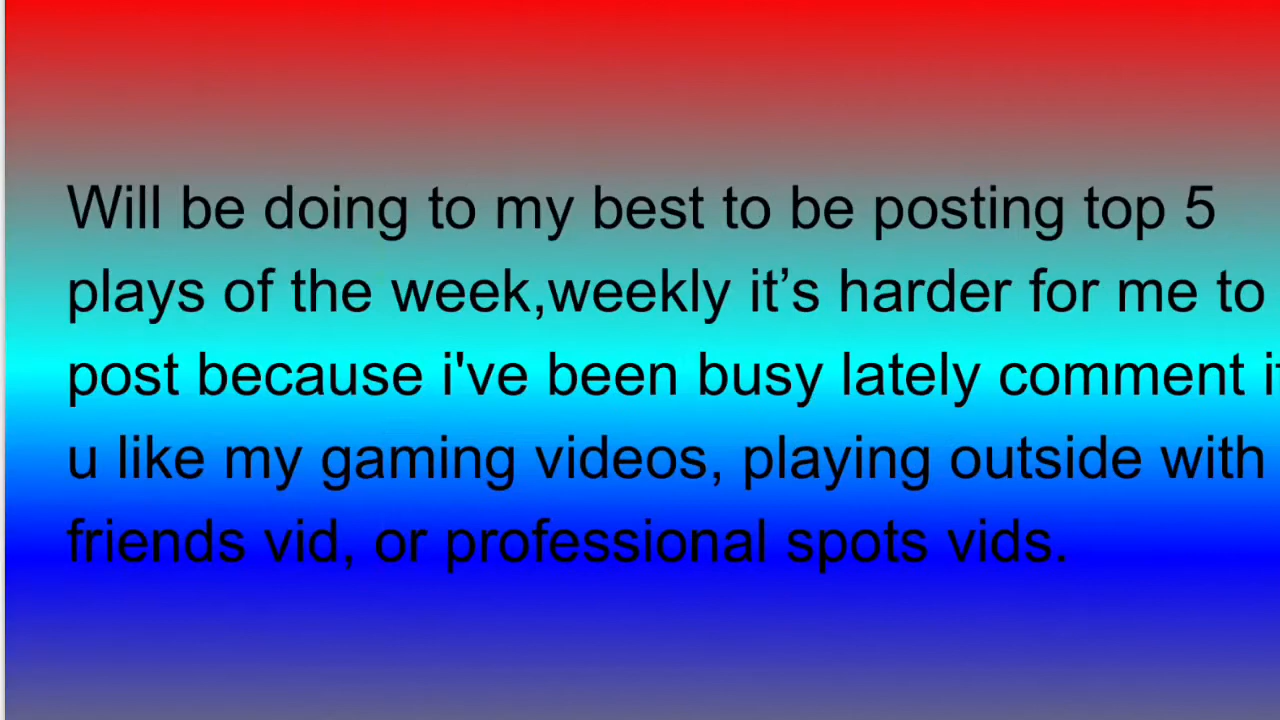 Will be doing to my best to be posting top 5
plays of the week,weekly it’s harder for me to
post because i've been busy lately comment
u like my gaming videos, playing outside with
friends vid, or professional spots vids.